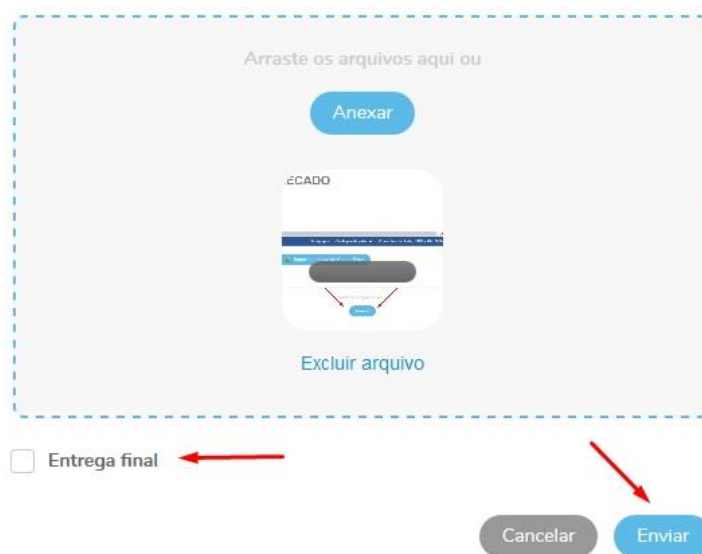 Arraste os arquivos aqui ou
Anexar
ECADO
Excluir arquivo
Entrega final
Cancelar
Enviar